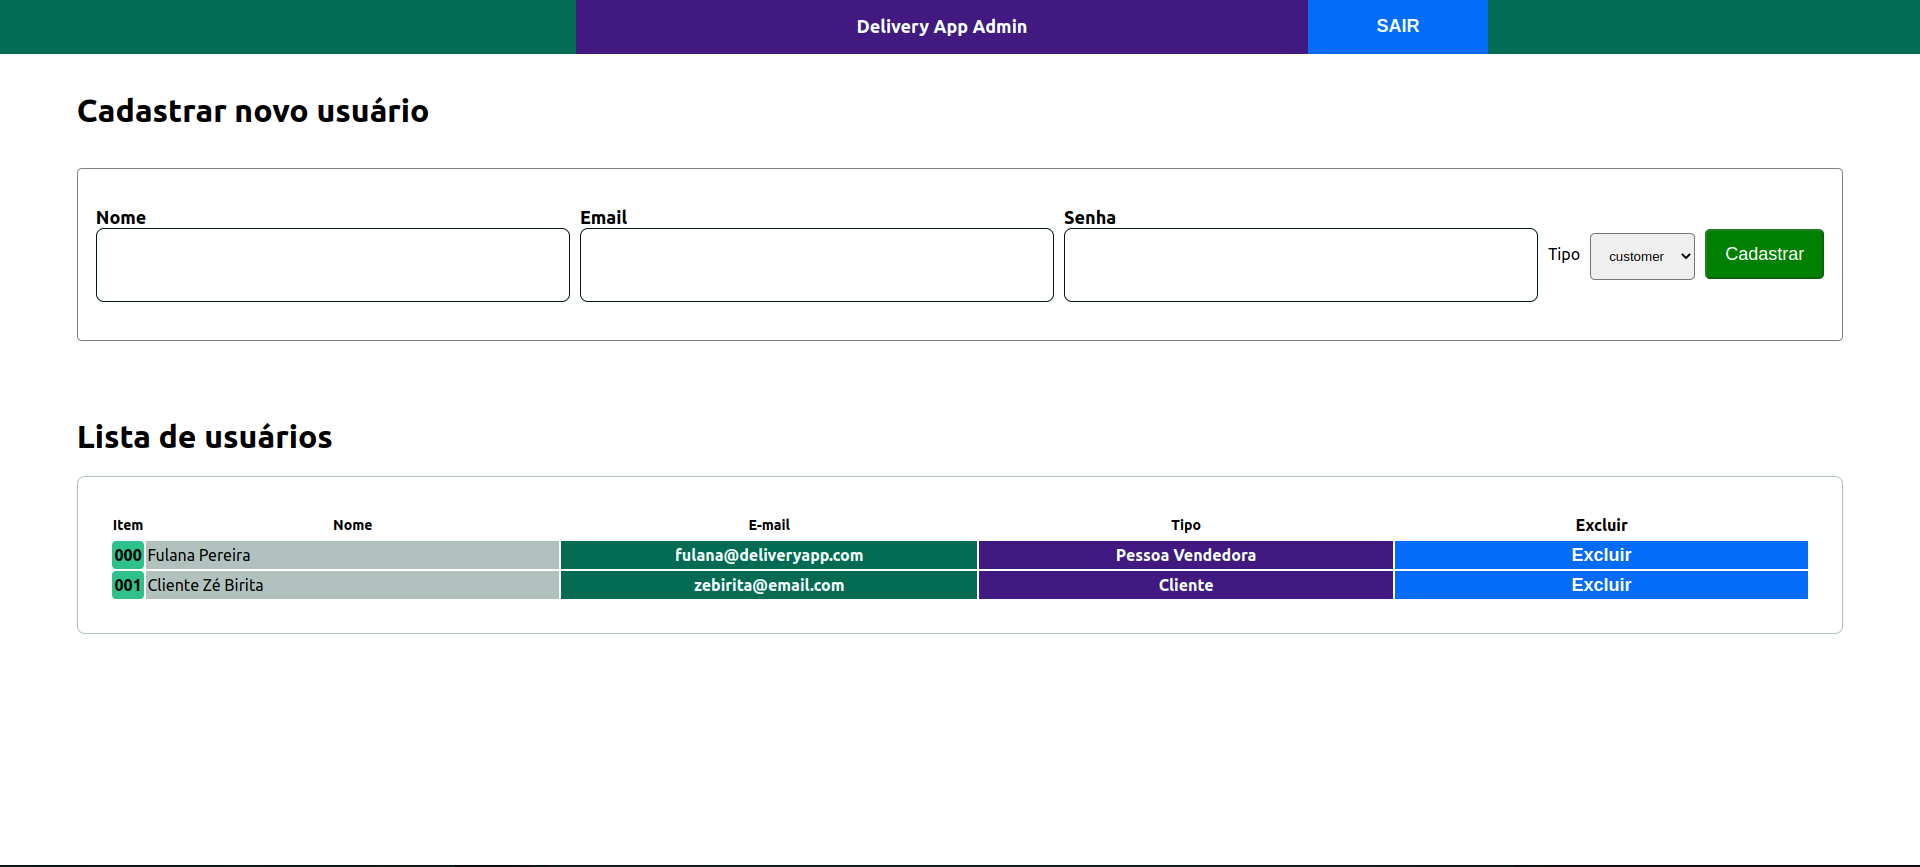 Delivery App Admin SAIR
Cadastrar novo usuário
Nome Email Senha
Tipo customer Cadastrar
Lista de usuários
Item Nome E-mail Tipo Excluir
000 Fulana Pereira fulana@deliveryapp.com Pessoa Vendedora Excluir
001 Cliente Zé Birita zebirita@email.com Cliente Excluir